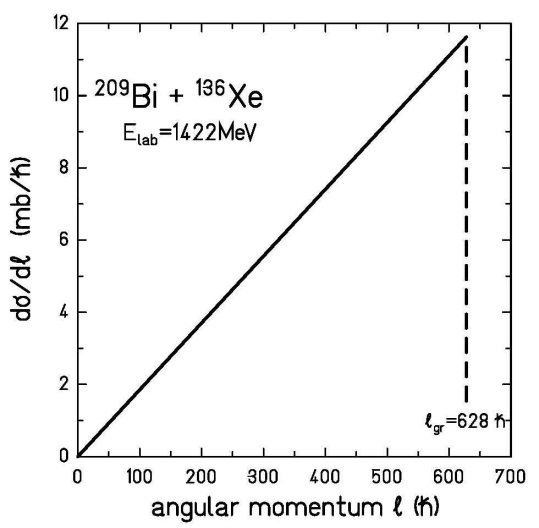 12
10
8
6
4
2
0
dσ/dℓ (mb/ħ)
²⁰⁹Bi + ¹³⁶Xe
E_lab=1422MeV
ℓ_gr=628 ħ
0 100 200 300 400 500 600 700
angular momentum ℓ (ħ)